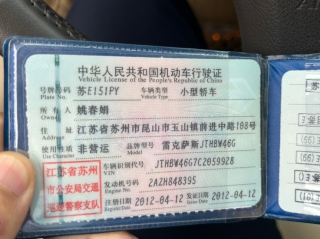 中华人民共和国机动车行驶证
Vehicle License of the People's Republic of China
号牌号码 苏E151PY 车辆类型 小型轿车
Plate No. Vehicle Type
所有人 姚春娟
Owner
住址 江苏省苏州市昆山市玉山镇前进中路108号
Address
使用性质 非营运 品牌型号 雷克萨斯JTHBW46G
Use Character Model
江苏省苏州市公安局交通巡逻警察支队
车辆识别代号 JTHBW46G7C2059928
VIN
发动机号码 2AZH848395
Engine No.
注册日期 2012-04-12 发证日期 2012-04-12
Register Date Issue Date